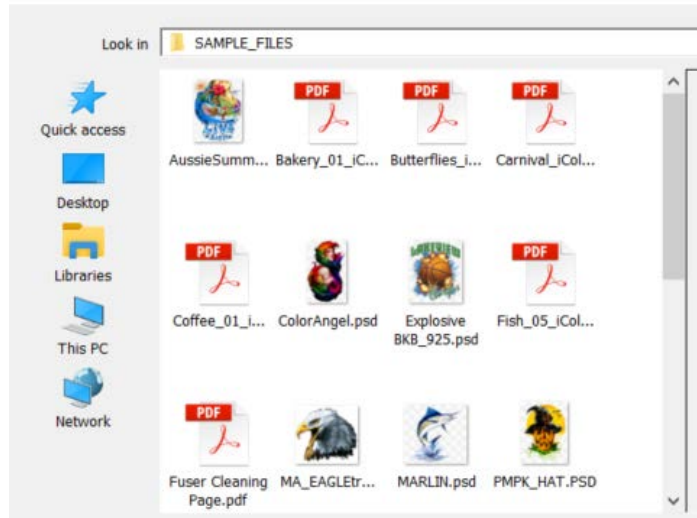 Look in
SAMPLE_FILES
Quick access
Desktop
Libraries
This PC
Network
PDF
PDF
PDF
AussieSumm...
Bakery_01_iC...
Butterflies_i...
Carnival_iCol...
PDF
LAKEVIEW
PDF
Coffee_01_i...
ColorAngel.psd
Explosive
BKB_925.psd
Fish_05_iCol...
PDF
Fuser Cleaning
Page.pdf
MA_EAGLEtr...
MARLIN.psd
PMPK_HAT.PSD